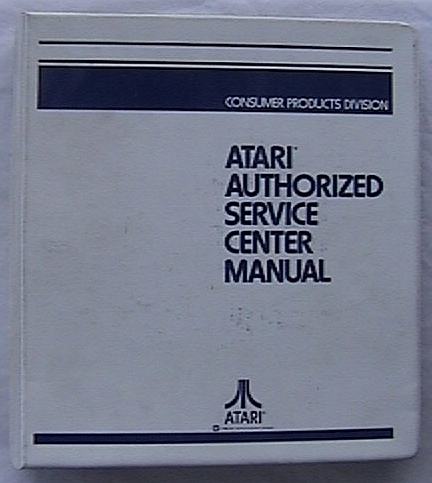 CONSUMER PRODUCTS DIVISION
ATARI
AUTHORIZED
SERVICE
CENTER
MANUAL
ATARI